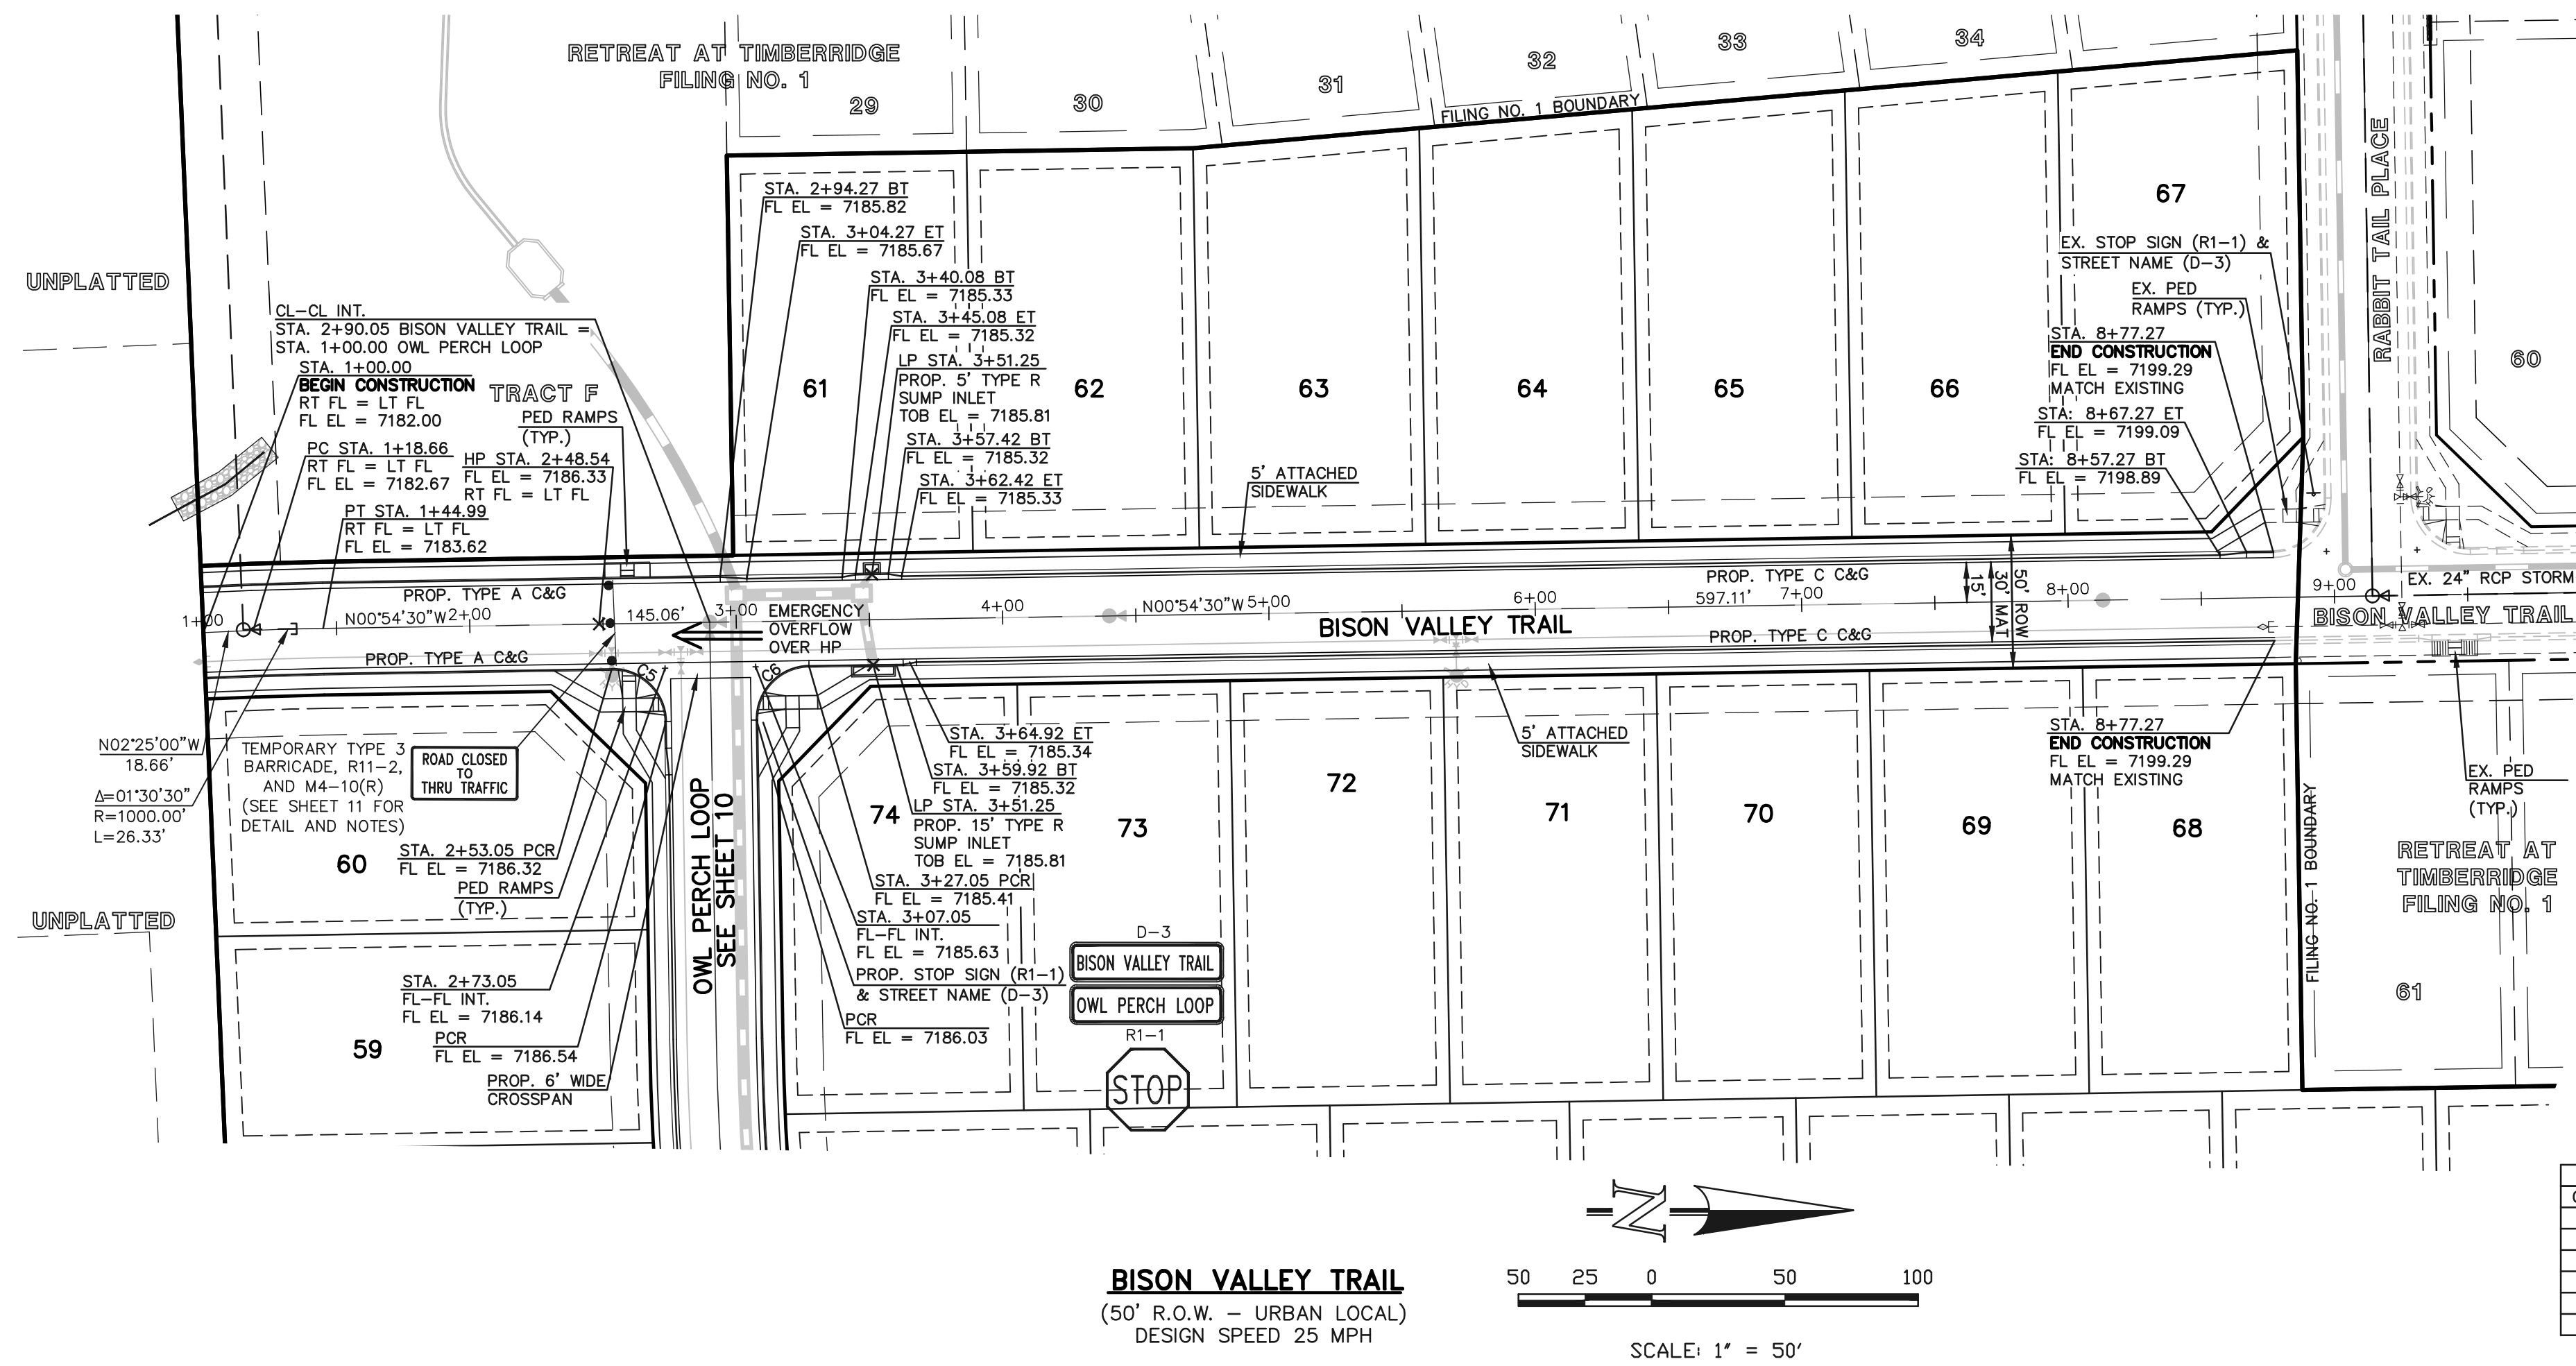 RETREAT AT TIMBERRIDGE
FILING NO. 1
29
30
31
32
33
34
FILING NO. 1 BOUNDARY
UNPLATTED
STA. 2+94.27 BT
FL EL = 7185.82
STA. 3+04.27 ET
FL EL = 7185.67
STA. 3+40.08 BT
FL EL = 7185.33
STA. 3+45.08 ET
FL EL = 7185.32
LP STA. 3+51.25
PROP. 5' TYPE R
SUMP INLET
TOB EL = 7185.81
STA. 3+57.42 BT
FL EL = 7185.32
STA. 3+62.42 ET
FL EL = 7185.33
CL-CL INT.
STA. 2+90.05 BISON VALLEY TRAIL =
STA. 1+00.00 OWL PERCH LOOP
STA. 1+00.00
BEGIN CONSTRUCTION
RT FL = LT FL
FL EL = 7182.00
TRACT F
PED RAMPS
(TYP.)
PC STA. 1+18.66
RT FL = LT FL
FL EL = 7182.67
HP STA. 2+48.54
FL EL = 7186.33
RT FL = LT FL
PT STA. 1+44.99
RT FL = LT FL
FL EL = 7183.62
61
62
63
64
65
66
67
5' ATTACHED
SIDEWALK
EX. STOP SIGN (R1-1) &
STREET NAME (D-3)
EX. PED
RAMPS (TYP.)
STA. 8+77.27
END CONSTRUCTION
FL EL = 7199.29
MATCH EXISTING
STA: 8+67.27 ET
FL EL = 7199.09
STA: 8+57.27 BT
FL EL = 7198.89
RABBIT TAIL PLACE
60
PROP. TYPE A C&G
PROP. TYPE C C&G
1+00
N00°54'30"W
2+00
145.06'
3+00
EMERGENCY
OVERFLOW
OVER HP
4+00
N00°54'30"W
5+00
6+00
597.11'
7+00
8+00
9+00
15'
30' MAT
50' ROW
EX. 24" RCP STORM
BISON VALLEY TRAIL
BISON VALLEY TRAIL
PROP. TYPE A C&G
PROP. TYPE C C&G
C5
C6
N02°25'00"W
18.66'
Δ=01°30'30"
R=1000.00'
L=26.33'
TEMPORARY TYPE 3
BARRICADE, R11-2,
AND M4-10(R)
(SEE SHEET 11 FOR
DETAIL AND NOTES)
ROAD CLOSED
TO
THRU TRAFFIC
60
STA. 2+53.05 PCR
FL EL = 7186.32
PED RAMPS
(TYP.)
UNPLATTED
STA. 2+73.05
FL-FL INT.
FL EL = 7186.14
59
PCR
FL EL = 7186.54
PROP. 6' WIDE
CROSSPAN
OWL PERCH LOOP
SEE SHEET 10
STA. 3+64.92 ET
FL EL = 7185.34
STA. 3+59.92 BT
FL EL = 7185.32
LP STA. 3+51.25
PROP. 15' TYPE R
SUMP INLET
TOB EL = 7185.81
STA. 3+27.05 PCR
FL EL = 7185.41
STA. 3+07.05
FL-FL INT.
FL EL = 7185.63
PROP. STOP SIGN (R1-1)
& STREET NAME (D-3)
PCR
FL EL = 7186.03
74
73
72
71
70
69
68
5' ATTACHED
SIDEWALK
D-3
BISON VALLEY TRAIL
OWL PERCH LOOP
R1-1
STOP
STA. 8+77.27
END CONSTRUCTION
FL EL = 7199.29
MATCH EXISTING
FILING NO. 1 BOUNDARY
EX. PED
RAMPS
(TYP.)
RETREAT AT
TIMBERRIDGE
FILING NO. 1
61
N
BISON VALLEY TRAIL
(50' R.O.W. - URBAN LOCAL)
DESIGN SPEED 25 MPH
50 25 0 50 100
SCALE: 1" = 50'